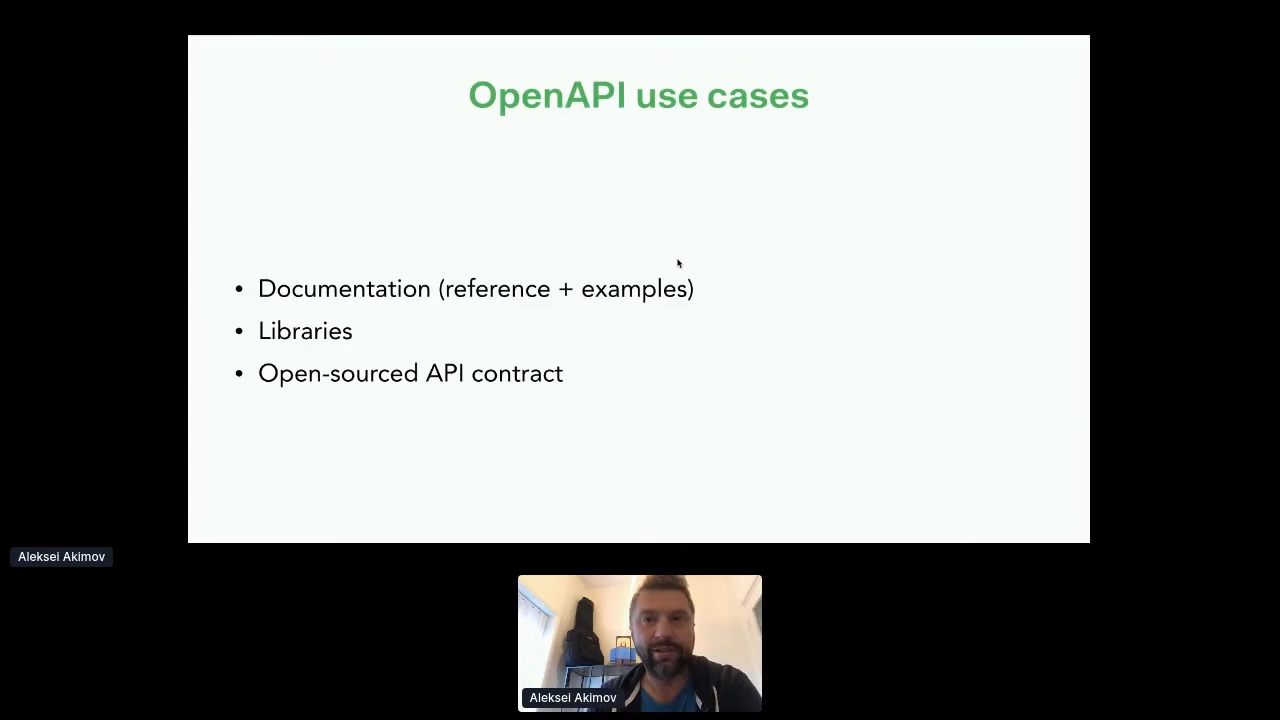 OpenAPI use cases
• Documentation (reference + examples)
• Libraries
• Open-sourced API contract
Aleksei Akimov
Aleksei Akimov